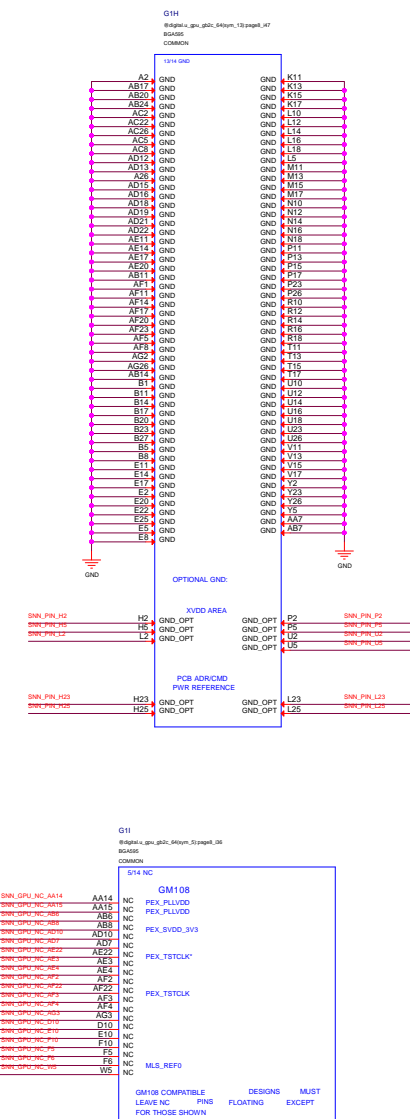 G1H
@digital.u_gpu_gb2c_64(sym_13):page8_i47
BGA595
COMMON
13/14 GND
A2 GND GND K11
AB17 GND GND K13
AB20 GND GND K15
AB24 GND GND K17
AC2 GND GND L10
AC22 GND GND L12
AC26 GND GND L14
AC5 GND GND L16
AC8 GND GND L18
AD12 GND GND L5
AD13 GND GND M11
A26 GND GND M13
AD15 GND GND M15
AD16 GND GND M17
AD18 GND GND N10
AD19 GND GND N12
AD21 GND GND N14
AD22 GND GND N16
AE11 GND GND N18
AE14 GND GND P11
AE17 GND GND P13
AE20 GND GND P15
AB11 GND GND P17
AF1 GND GND P23
AF11 GND GND P26
AF14 GND GND R10
AF17 GND GND R12
AF20 GND GND R14
AF23 GND GND R16
AF5 GND GND R18
AF8 GND GND T11
AG2 GND GND T13
AG26 GND GND T15
AB14 GND GND T17
B1 GND GND U10
B11 GND GND U12
B14 GND GND U14
B17 GND GND U16
B20 GND GND U18
B23 GND GND U23
B27 GND GND U26
B5 GND GND V11
B8 GND GND V13
E11 GND GND V15
E14 GND GND V17
E17 GND GND Y2
E2 GND GND Y23
E20 GND GND Y26
E22 GND GND Y5
E25 GND GND AA7
E5 GND GND AB7
E8 GND
GND GND
OPTIONAL GND:
XVDD AREA
SNN_PIN_H2 H2 GND_OPT GND_OPT P2 SNN_PIN_P2
SNN_PIN_H5 H5 GND_OPT GND_OPT P5 SNN_PIN_P5
SNN_PIN_L2 L2 GND_OPT GND_OPT U2 SNN_PIN_U2
GND_OPT U5 SNN_PIN_U5
PCB ADR/CMD
PWR REFERENCE
SNN_PIN_H23 H23 GND_OPT GND_OPT L23 SNN_PIN_L23
SNN_PIN_H25 H25 GND_OPT GND_OPT L25 SNN_PIN_L25
G1I
@digital.u_gpu_gb2c_64(sym_5):page8_i36
BGA595
COMMON
5/14 NC
GM108
SNN_GPU_NC_AA14 AA14 NC PEX_PLLVDD
SNN_GPU_NC_AA15 AA15 NC PEX_PLLVDD
SNN_GPU_NC_AB6 AB6 NC
SNN_GPU_NC_AB8 AB8 NC PEX_SVDD_3V3
SNN_GPU_NC_AD10 AD10 NC
SNN_GPU_NC_AD7 AD7 NC
SNN_GPU_NC_AE22 AE22 NC PEX_TSTCLK*
SNN_GPU_NC_AE3 AE3 NC
SNN_GPU_NC_AE4 AE4 NC
SNN_GPU_NC_AF2 AF2 NC
SNN_GPU_NC_AF22 AF22 NC PEX_TSTCLK
SNN_GPU_NC_AF3 AF3 NC
SNN_GPU_NC_AF4 AF4 NC
SNN_GPU_NC_AG3 AG3 NC
SNN_GPU_NC_D10 D10 NC
SNN_GPU_NC_E10 E10 NC
SNN_GPU_NC_F10 F10 NC
SNN_GPU_NC_F5 F5 NC
SNN_GPU_NC_F6 F6 NC MLS_REF0
SNN_GPU_NC_W5 W5 NC
GM108 COMPATIBLE DESIGNS MUST
LEAVE NC PINS FLOATING EXCEPT
FOR THOSE SHOWN